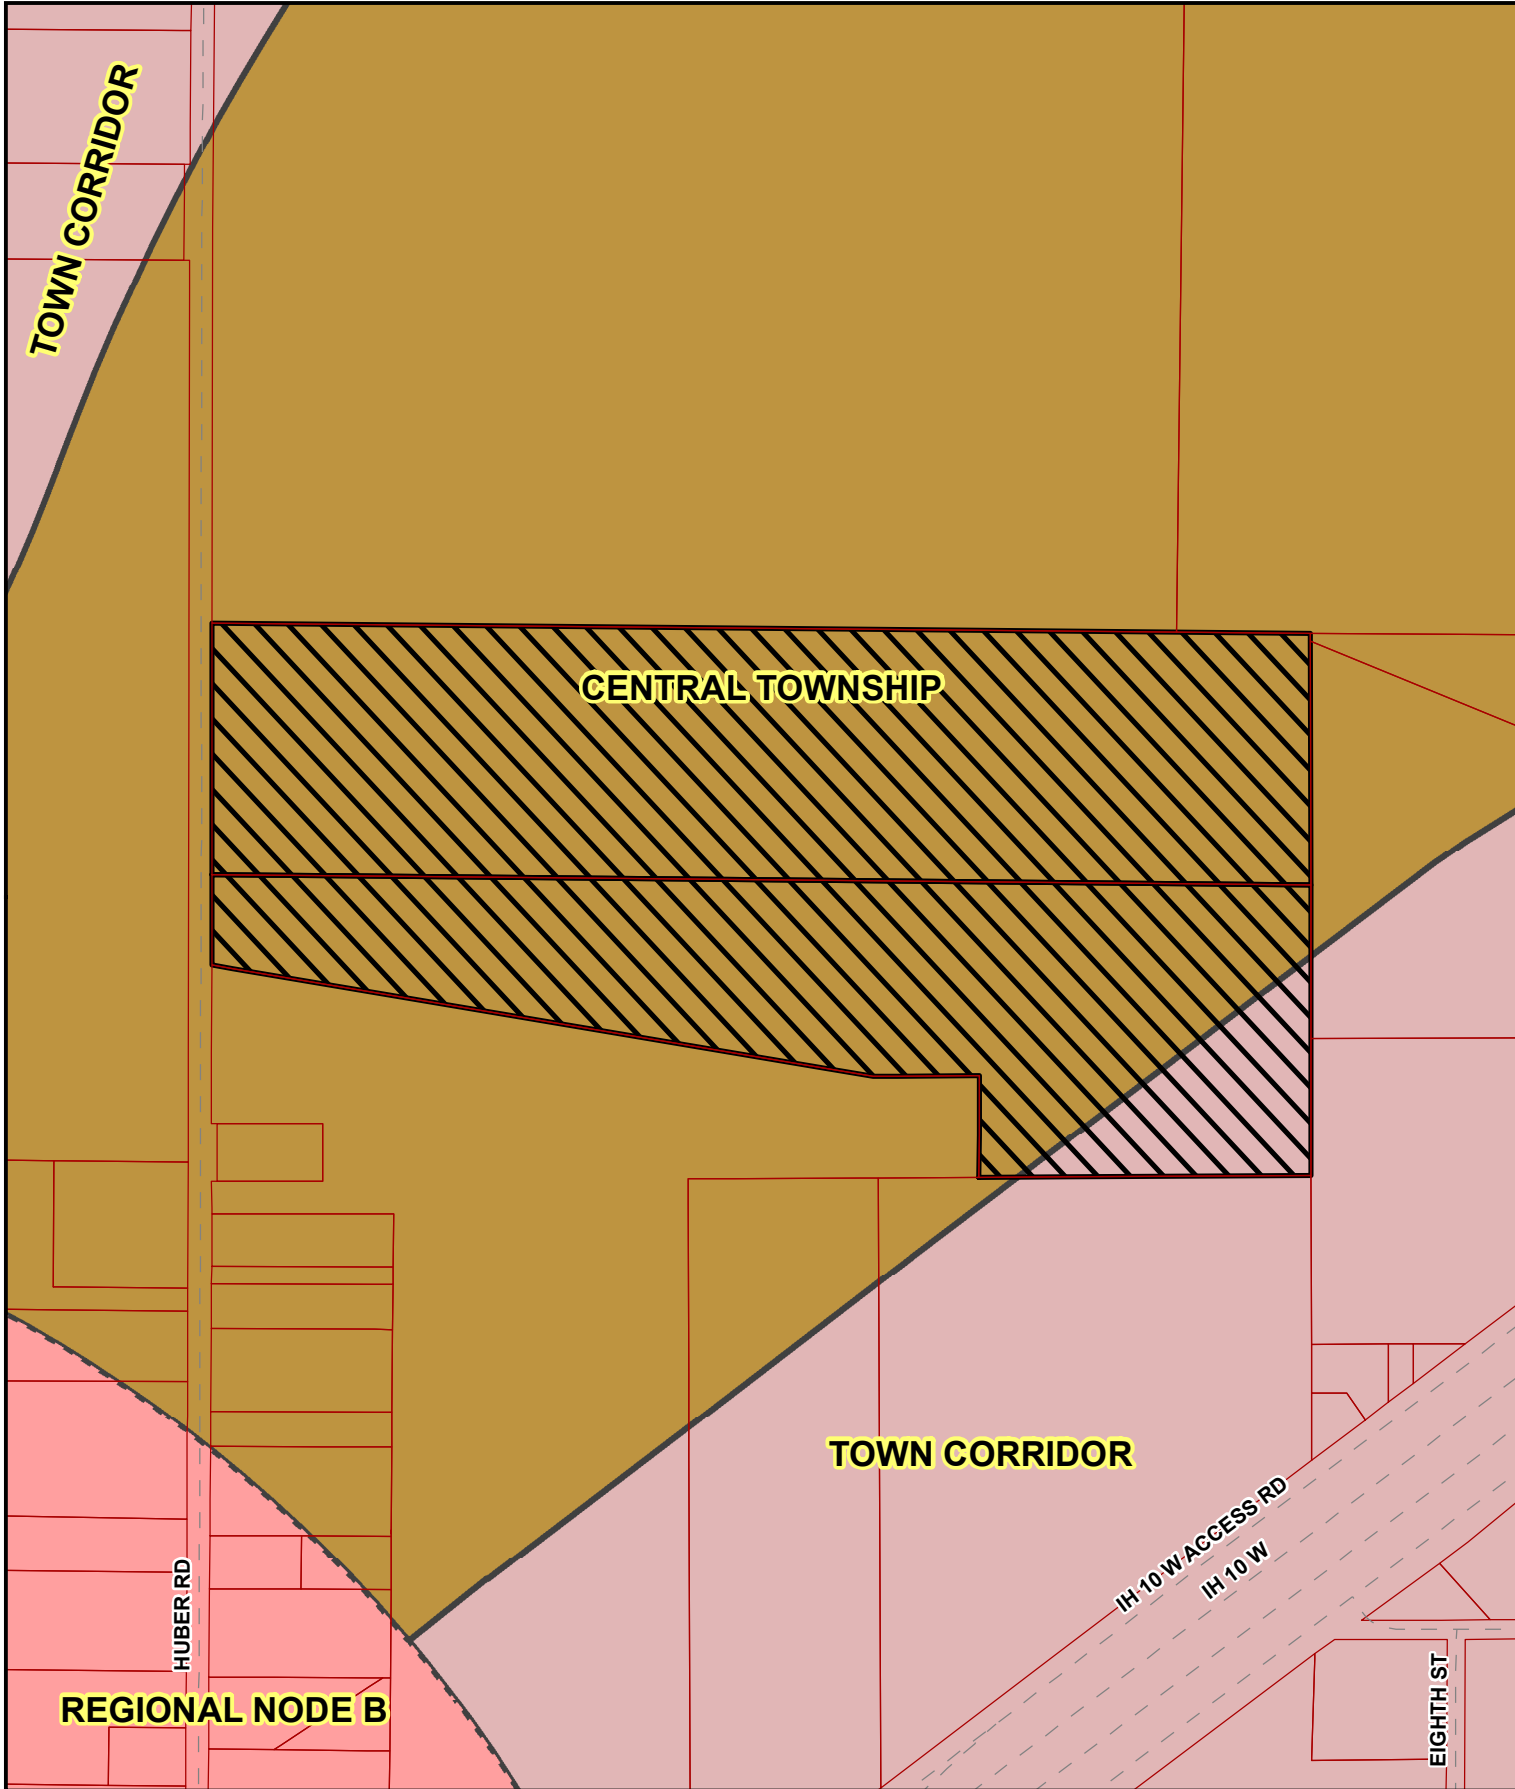 TOWN CORRIDOR
CENTRAL TOWNSHIP
TOWN CORRIDOR
IH 10 W ACCESS RD
IH 10 W
HUBER RD
REGIONAL NODE B
EIGHTH ST